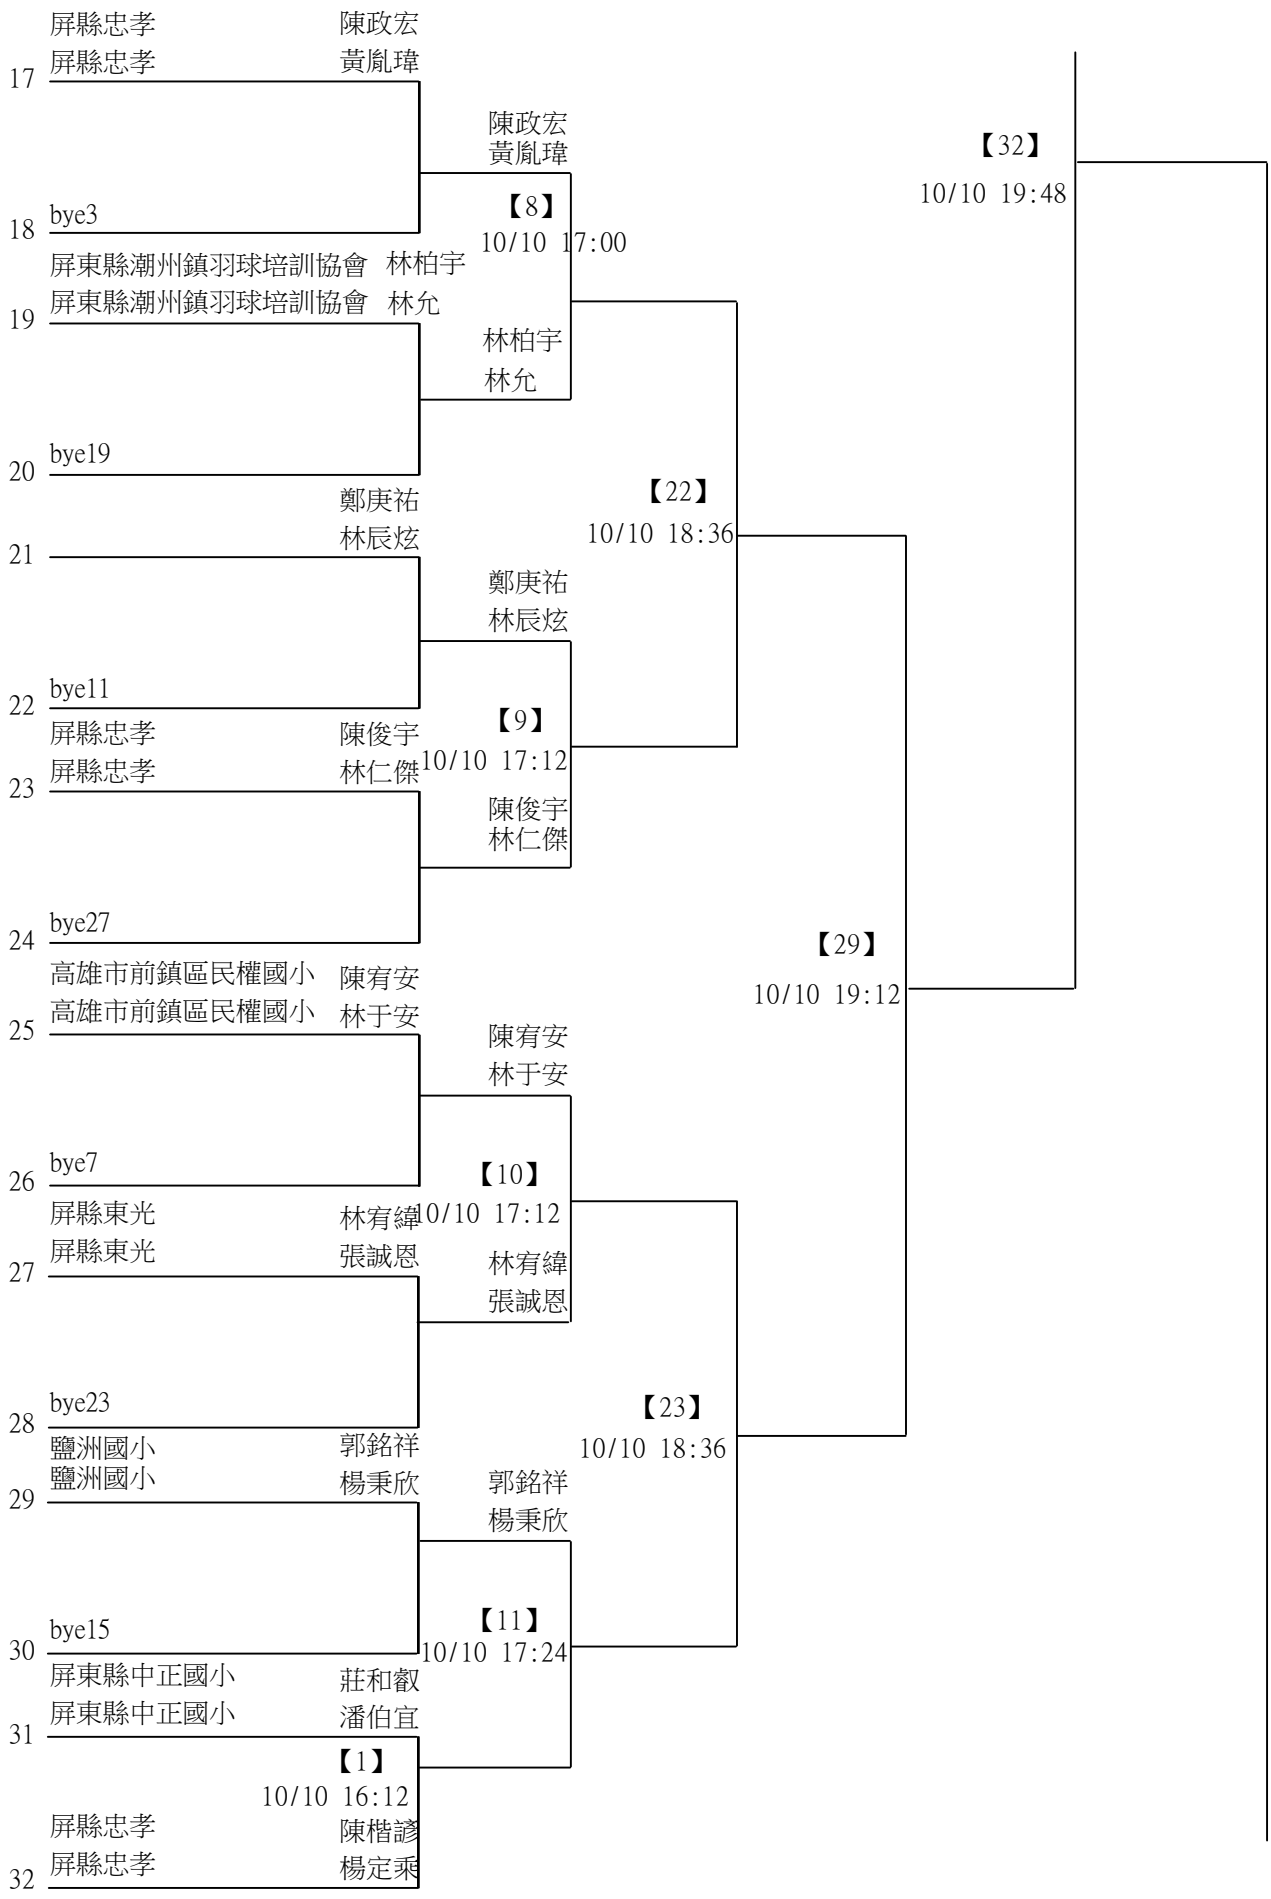 屏縣忠孝 陳政宏
屏縣忠孝 黃胤瑋
17
陳政宏
黃胤瑋
【32】
10/10 19:48
bye3
18
【8】
10/10 17:00
屏東縣潮州鎮羽球培訓協會 林柏宇
屏東縣潮州鎮羽球培訓協會 林允
19
林柏宇
林允
bye19
20
【22】
10/10 18:36
鄭庚祐
林辰炫
21
鄭庚祐
林辰炫
bye11
22
【9】
10/10 17:12
屏縣忠孝 陳俊宇
屏縣忠孝 林仁傑
23
陳俊宇
林仁傑
bye27
24
【29】
10/10 19:12
高雄市前鎮區民權國小 陳宥安
高雄市前鎮區民權國小 林于安
25
陳宥安
林于安
bye7
26
【10】
10/10 17:12
屏縣東光 林宥緯
屏縣東光 張誠恩
27
林宥緯
張誠恩
bye23
28
【23】
10/10 18:36
鹽洲國小 郭銘祥
鹽洲國小 楊秉欣
29
郭銘祥
楊秉欣
bye15
30
【11】
10/10 17:24
屏東縣中正國小 莊和叡
屏東縣中正國小 潘伯宜
31
【1】
10/10 16:12
屏縣忠孝 陳楷諺
屏縣忠孝 楊定乘
32